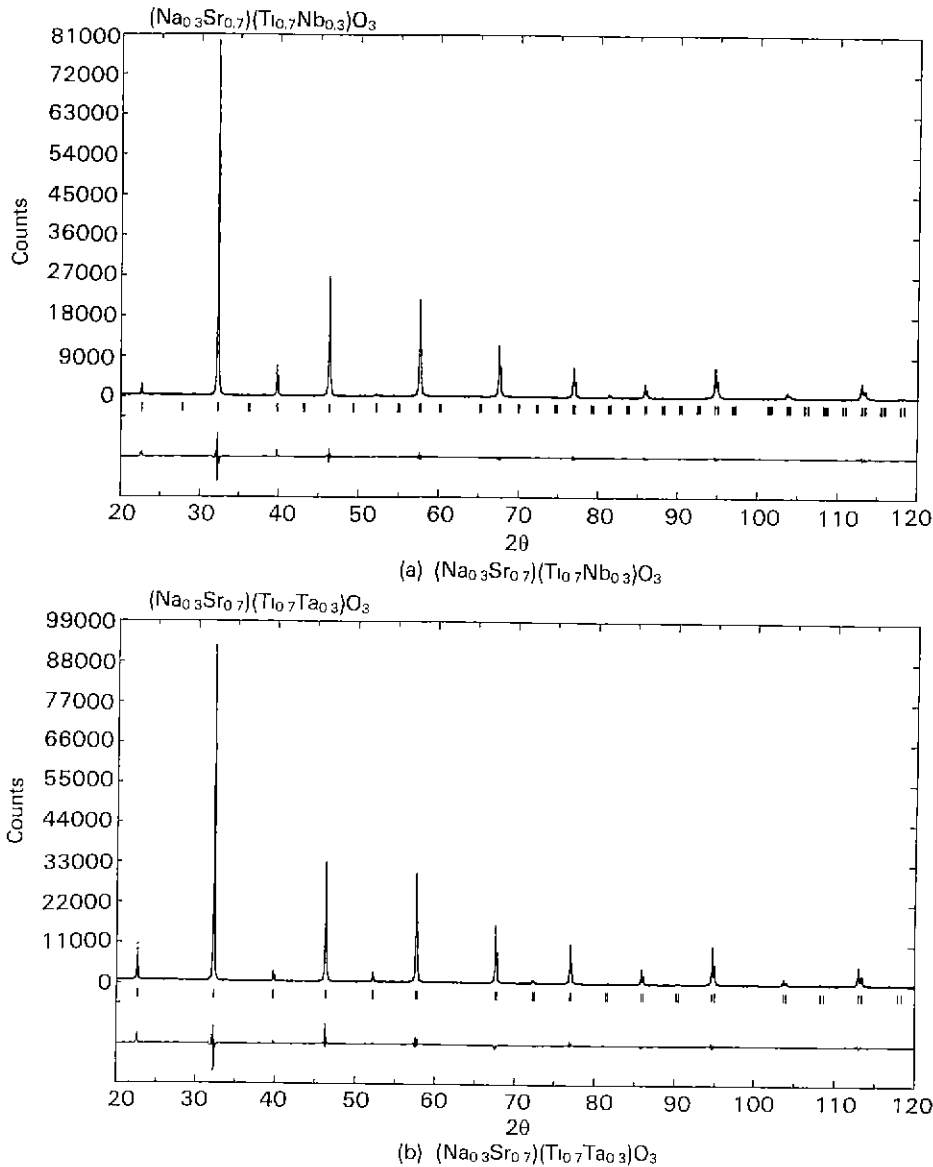 (Na₀.₃Sr₀.₇)(Ti₀.₇Nb₀.₃)O₃
81000
72000
63000
54000
45000
36000
27000
18000
9000
0
Counts
20 30 40 50 60 70 80 90 100 110 120
2θ
(a) (Na₀.₃Sr₀.₇)(Ti₀.₇Nb₀.₃)O₃
(Na₀.₃Sr₀.₇)(Ti₀.₇Ta₀.₃)O₃
99000
88000
77000
66000
55000
44000
33000
22000
11000
0
Counts
20 30 40 50 60 70 80 90 100 110 120
2θ
(b) (Na₀.₃Sr₀.₇)(Ti₀.₇Ta₀.₃)O₃